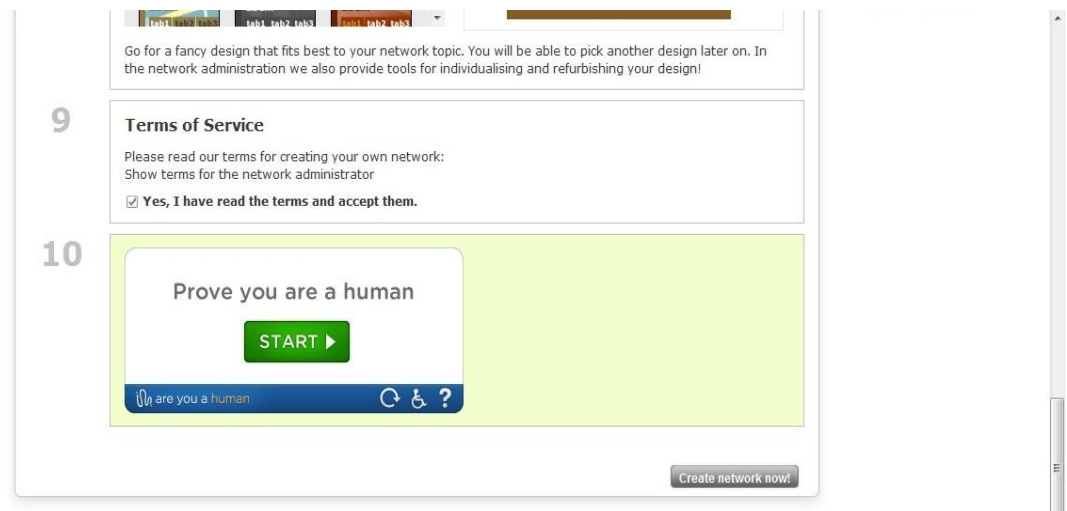 tab1 tab2 tab3 tab1 tab2 tab3 tab1 tab2 tab3
Go for a fancy design that fits best to your network topic. You will be able to pick another design later on. In
the network administration we also provide tools for individualising and refurbishing your design!
9
Terms of Service
Please read our terms for creating your own network:
Show terms for the network administrator
Yes, I have read the terms and accept them.
10
Prove you are a human
START
are you a human
?
Create network now!